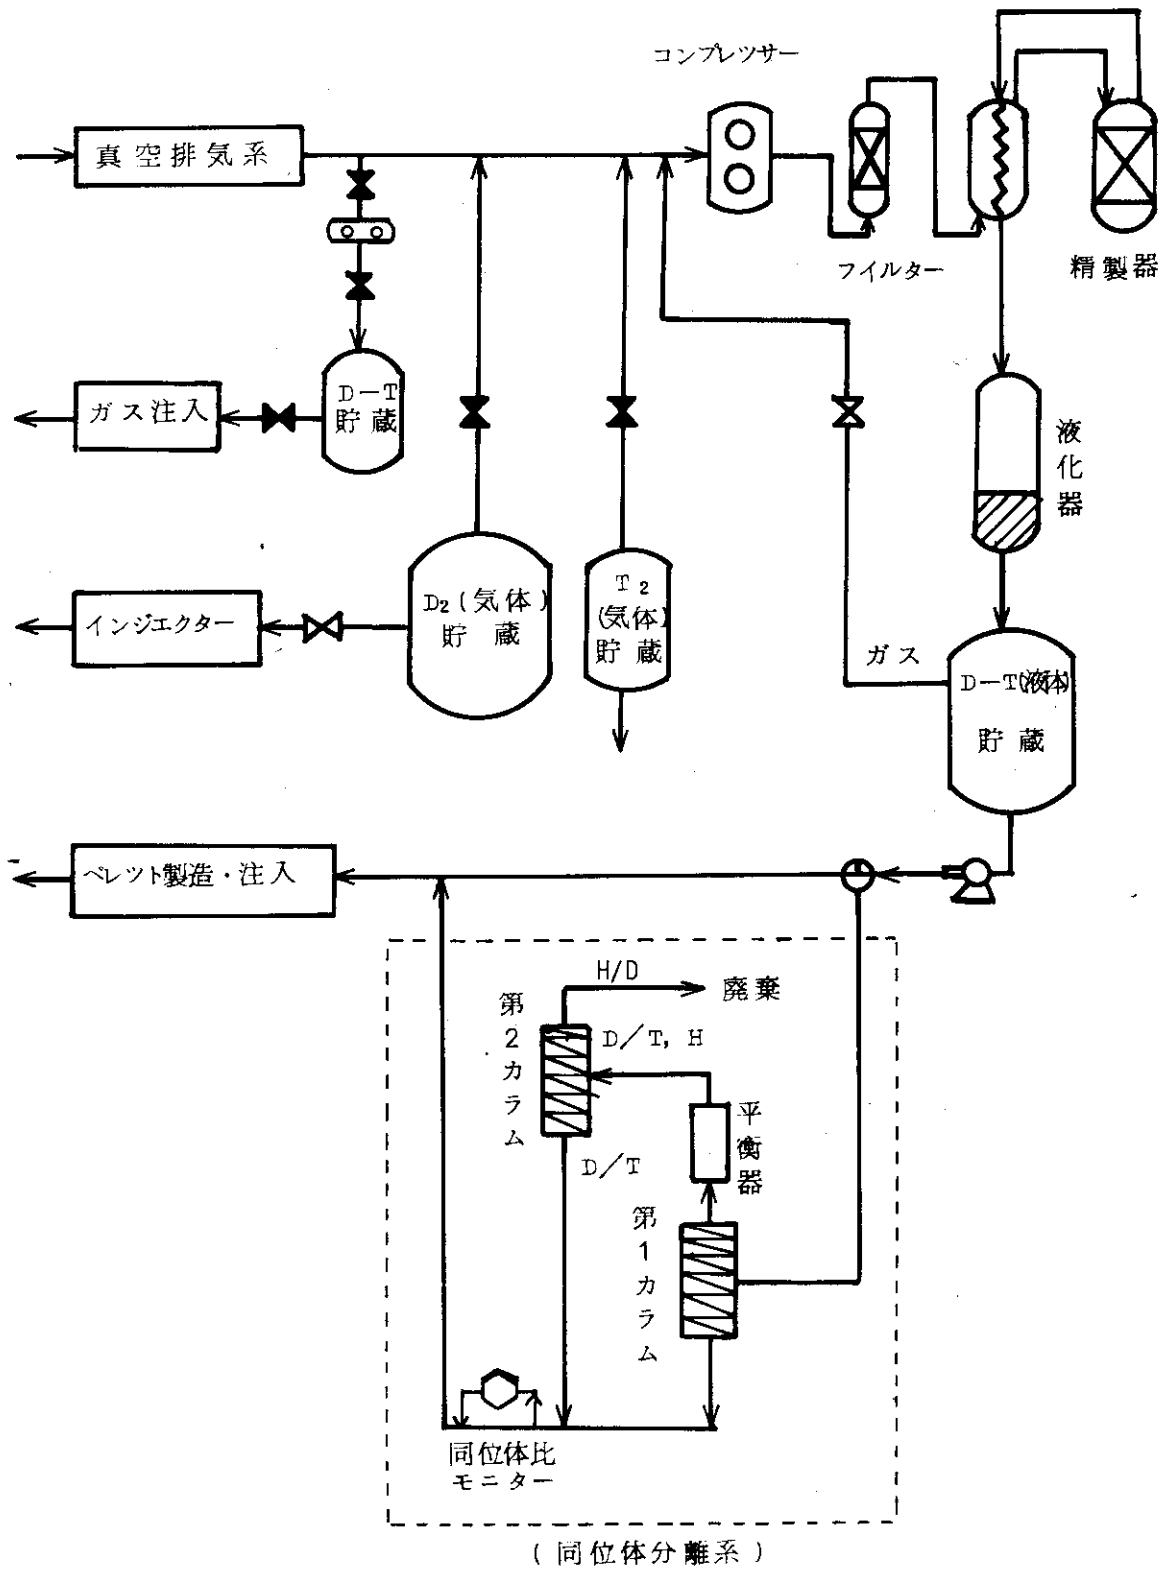 コンプレツサー
真空排気系
フイルター
精製器
D－T
貯蔵
ガス注入
液化器
D2（気体）
貯蔵
T2
（気体）
貯蔵
インジエクター
ガス
D－T（液体）
貯蔵
ペレツト製造・注入
H/D
廃棄
第2カラム
D／T, H
平衡器
D／T
第1カラム
同位体比
モニター
（同位体分離系）